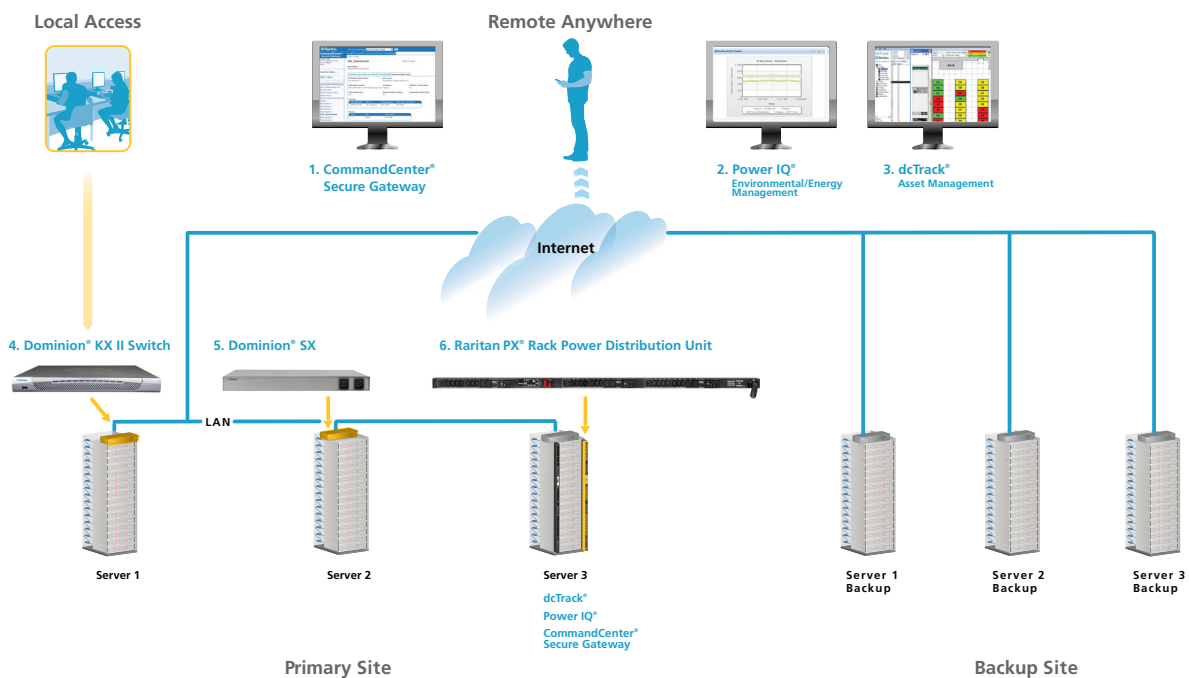 Local Access
Remote Anywhere
1. CommandCenter®
Secure Gateway
2. Power IQ®
Environmental/Energy
Management
3. dcTrack®
Asset Management
Internet
4. Dominion® KX II Switch
5. Dominion® SX
6. Raritan PX® Rack Power Distribution Unit
LAN
Server 1
Server 2
Server 3
dcTrack®
Power IQ®
CommandCenter®
Secure Gateway
Server 1
Backup
Server 2
Backup
Server 3
Backup
Primary Site
Backup Site